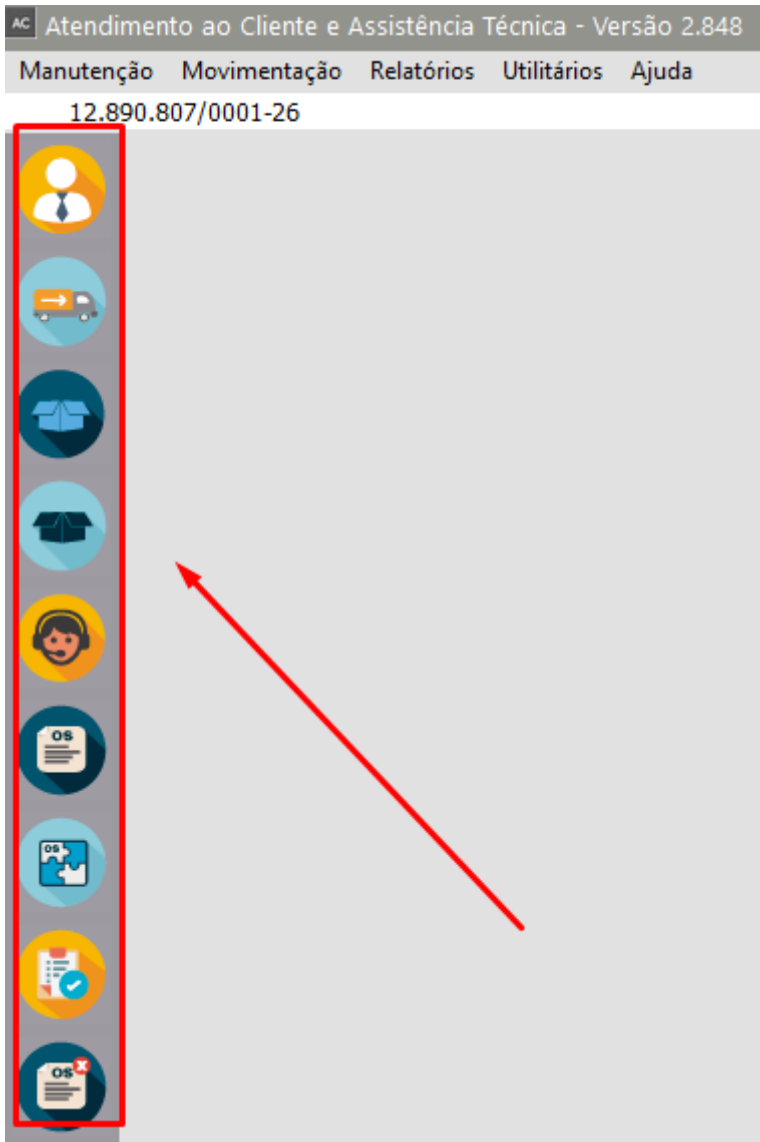 AC Atendimento ao Cliente e Assistência Técnica - Versão 2.848
Manutenção Movimentação Relatórios Utilitários Ajuda
12.890.807/0001-26
OS
OS
OS